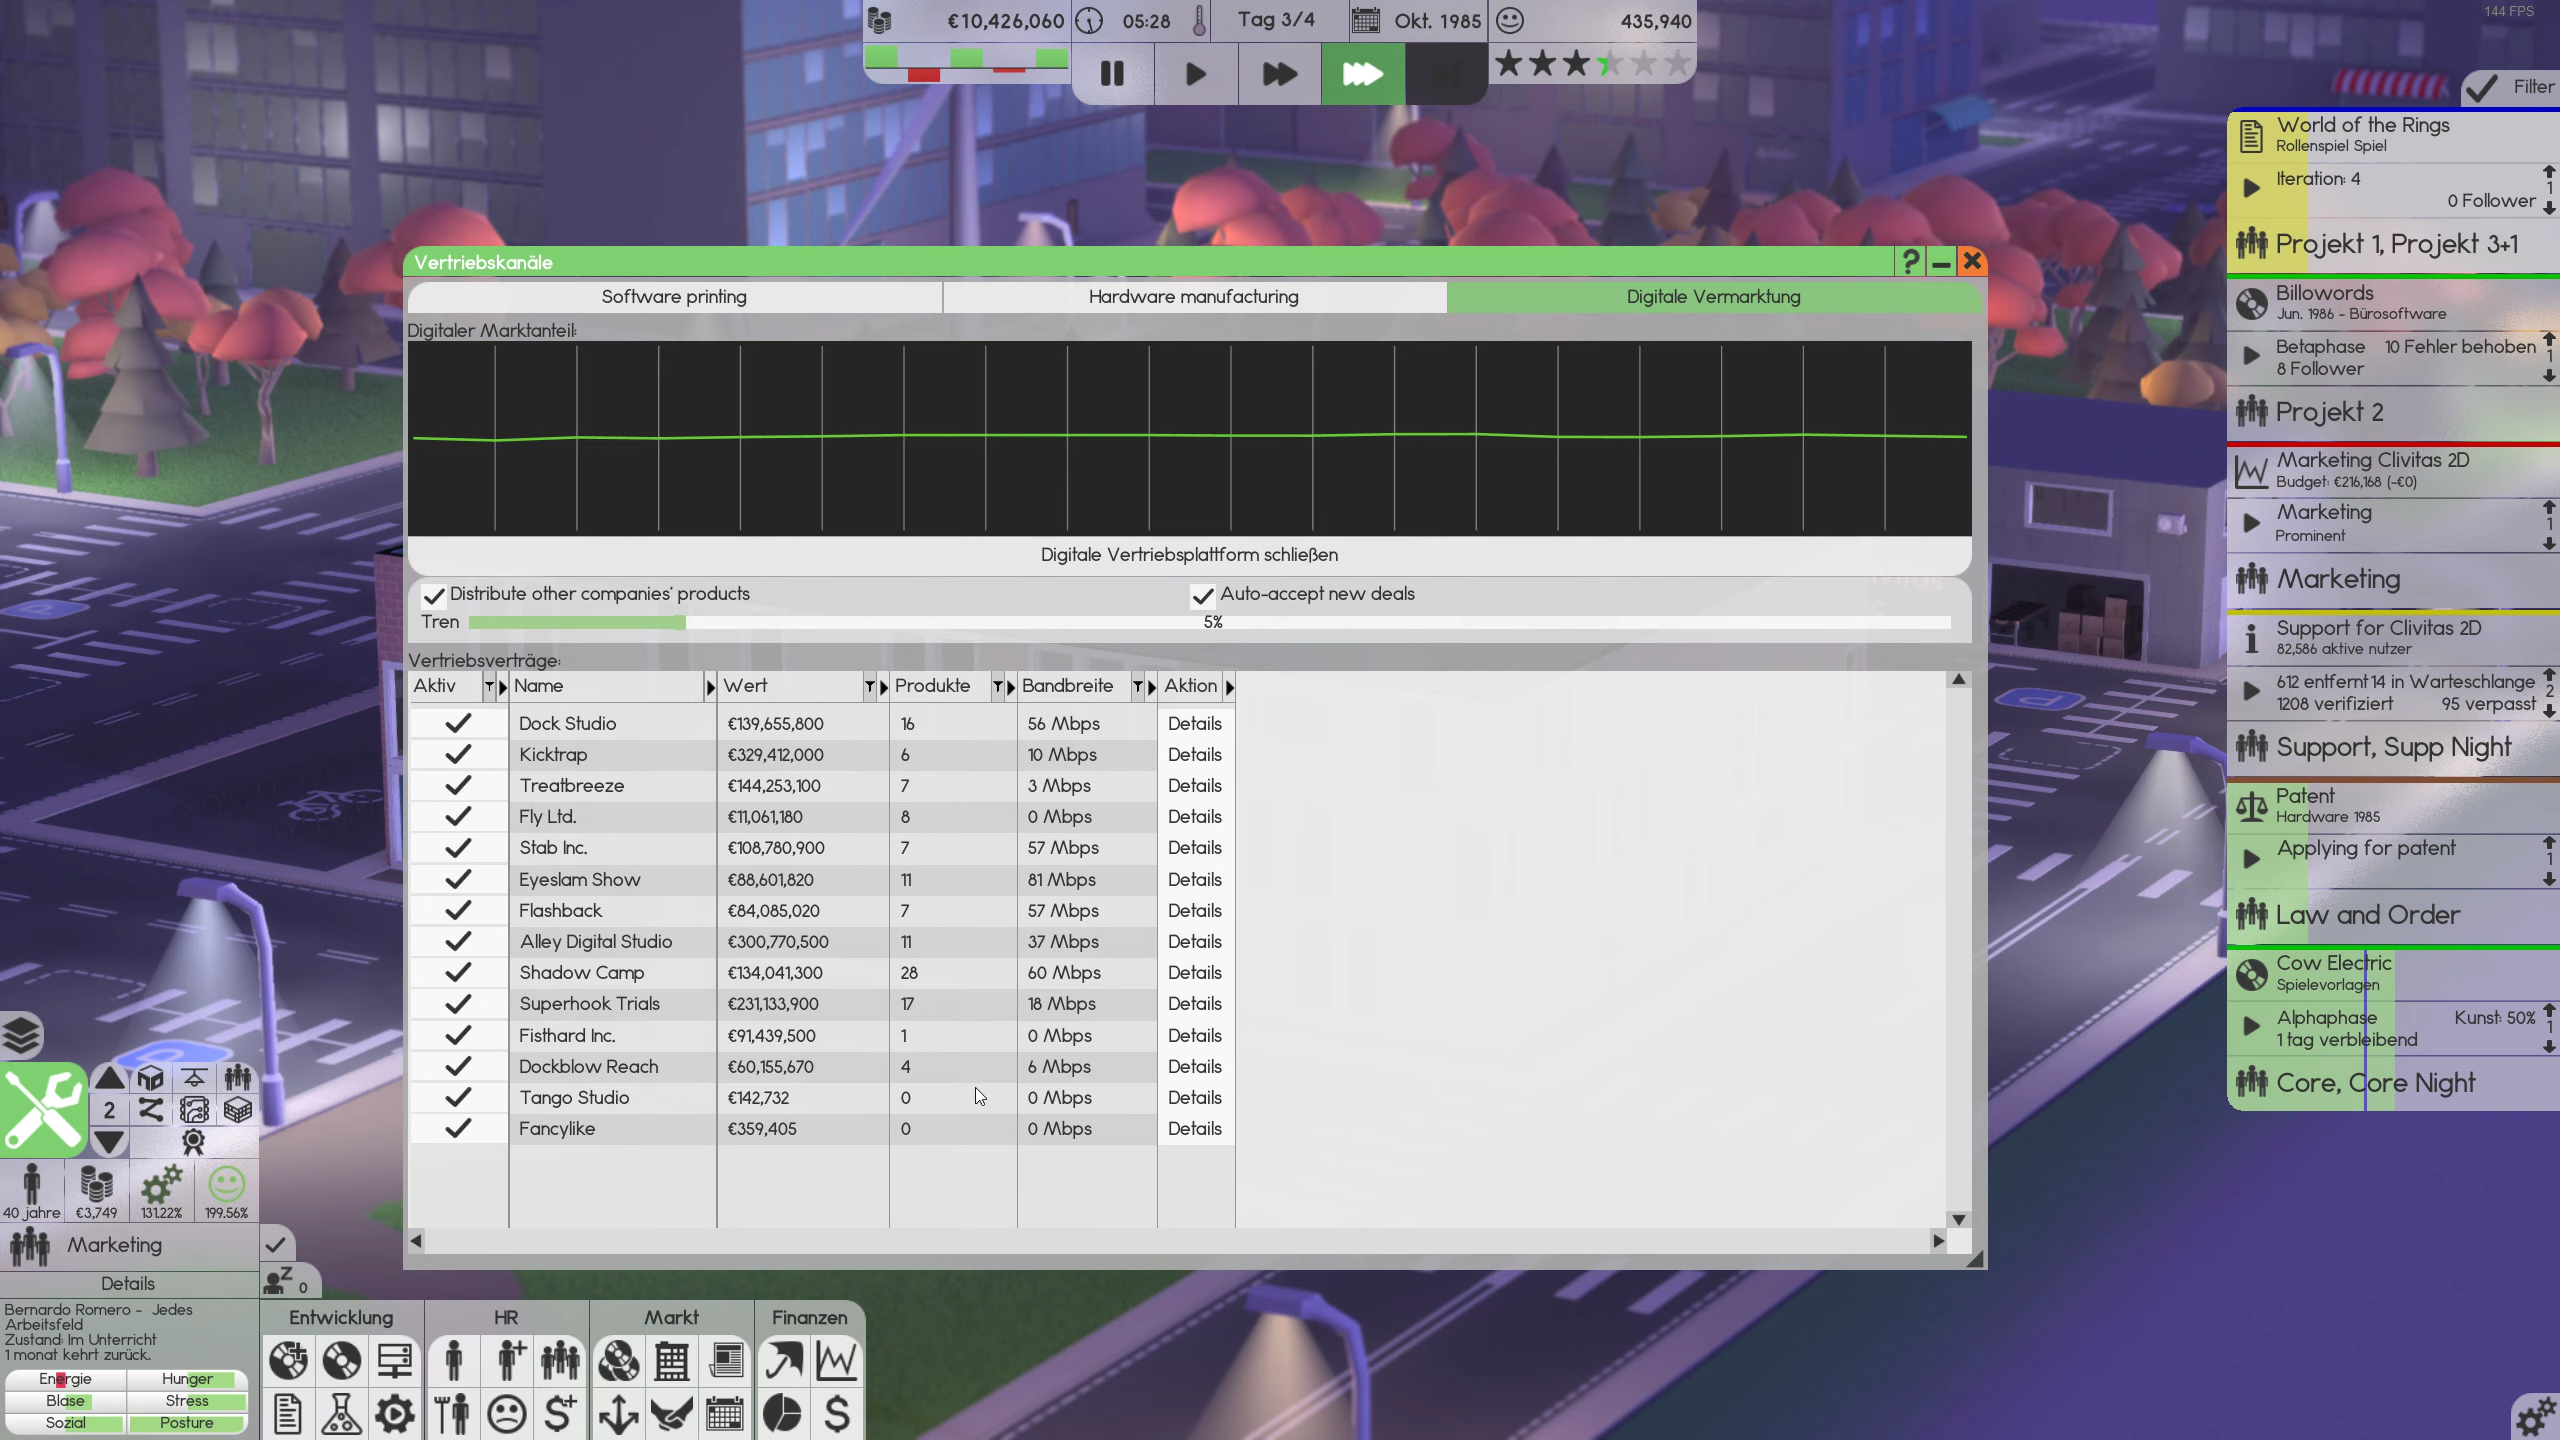 144 FPS
€10,426,060
05:28
Tag 3/4
Okt. 1985
435,940
Filter
World of the Rings
Rollenspiel Spiel
Iteration: 4
1
0 Follower
Projekt 1, Projekt 3+1
Billowords
Jun. 1986 - Bürosoftware
Betaphase 10 Fehler behoben
1
8 Follower
Projekt 2
Marketing Clivitas 2D
Budget: €216,168 (-€0)
Marketing
1
Prominent
Marketing
Support for Clivitas 2D
82,586 aktive nutzer
612 entfernt 14 in Warteschlange
2
1208 verifiziert 95 verpasst
Support, Supp Night
Patent
Hardware 1985
Applying for patent
1
Law and Order
Cow Electric
Spielevorlagen
Alphaphase Kunst: 50%
1
1 tag verbleibend
Core, Core Night
Vertriebskanäle
?
Software printing
Hardware manufacturing
Digitale Vermarktung
Digitaler Marktanteil:
Digitale Vertriebsplattform schließen
Distribute other companies' products
Auto-accept new deals
Tren 5%
Vertriebsverträge:
Aktiv Name Wert Produkte Bandbreite Aktion
Dock Studio €139,655,800 16 56 Mbps Details
Kicktrap €329,412,000 6 10 Mbps Details
Treatbreeze €144,253,100 7 3 Mbps Details
Fly Ltd. €11,061,180 8 0 Mbps Details
Stab Inc. €108,780,900 7 57 Mbps Details
Eyeslam Show €88,601,820 11 81 Mbps Details
Flashback €84,085,020 7 57 Mbps Details
Alley Digital Studio €300,770,500 11 37 Mbps Details
Shadow Camp €134,041,300 28 60 Mbps Details
Superhook Trials €231,133,900 17 18 Mbps Details
Fisthard Inc. €91,439,500 1 0 Mbps Details
Dockblow Reach €60,155,670 4 6 Mbps Details
Tango Studio €142,732 0 0 Mbps Details
Fancylike €359,405 0 0 Mbps Details
2
40 jahre €3,749 131.22% 199.56%
Marketing
Details
Z 0
Bernardo Romero - Jedes
Arbeitsfeld
Zustand: Im Unterricht
1 monat kehrt zurück.
Energie Hunger
Blase Stress
Sozial Posture
Entwicklung
HR
Markt
Finanzen